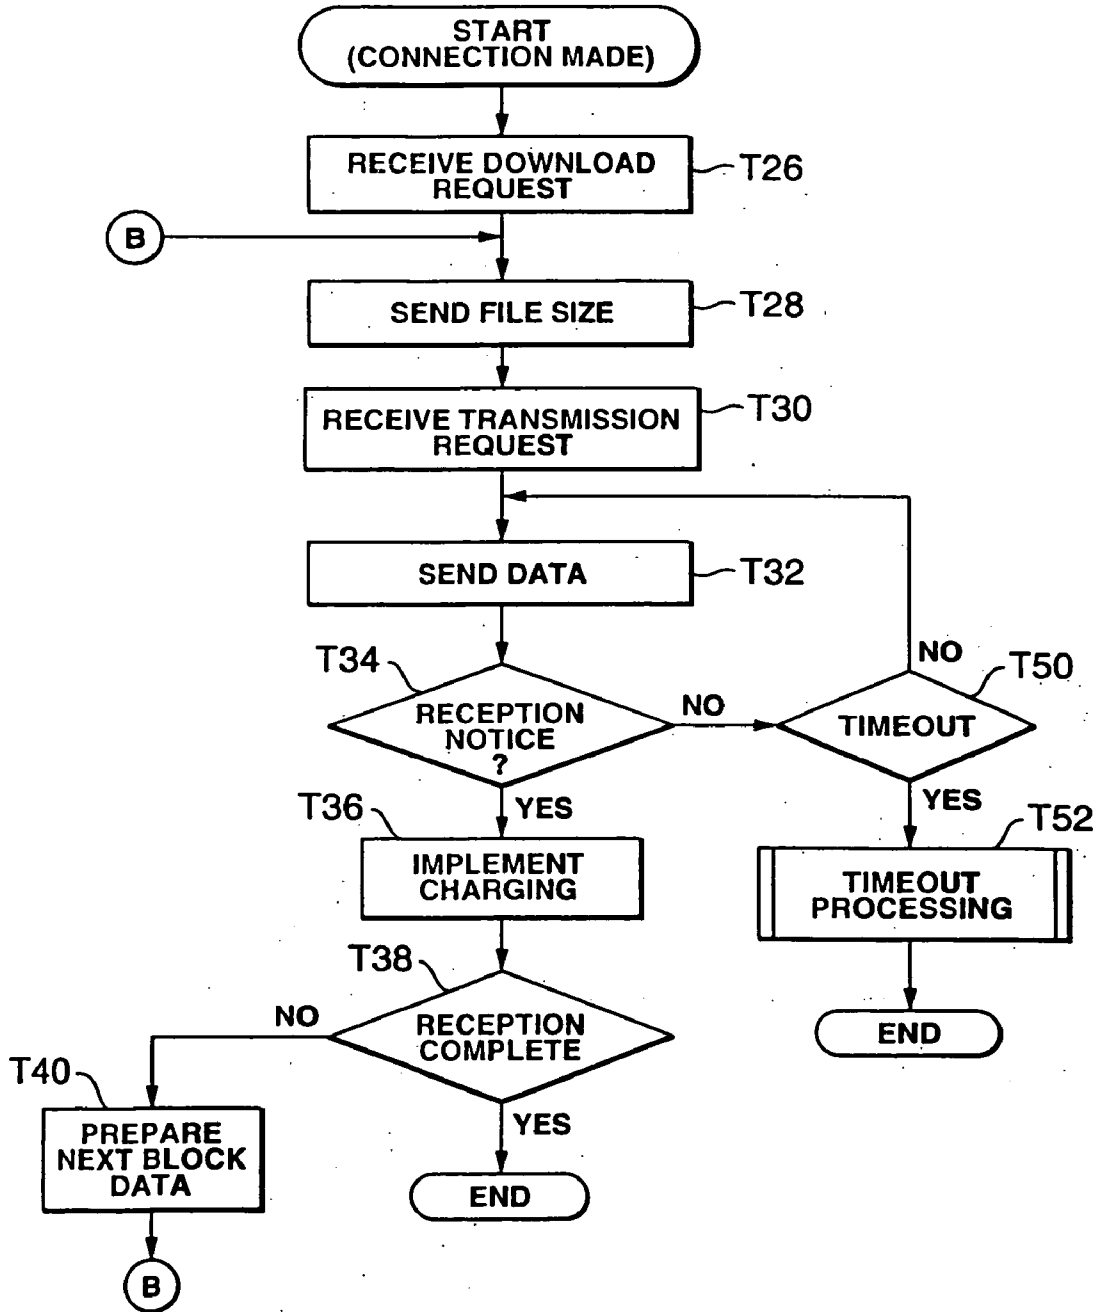 START
(CONNECTION MADE)
RECEIVE DOWNLOAD
REQUEST
T26
B
SEND FILE SIZE
T28
RECEIVE TRANSMISSION
REQUEST
T30
SEND DATA
T32
T34
RECEPTION
NOTICE
?
NO
NO
T50
TIMEOUT
YES
YES
T36
IMPLEMENT
CHARGING
T52
TIMEOUT
PROCESSING
T38
RECEPTION
COMPLETE
NO
END
T40
PREPARE
NEXT BLOCK
DATA
YES
END
B